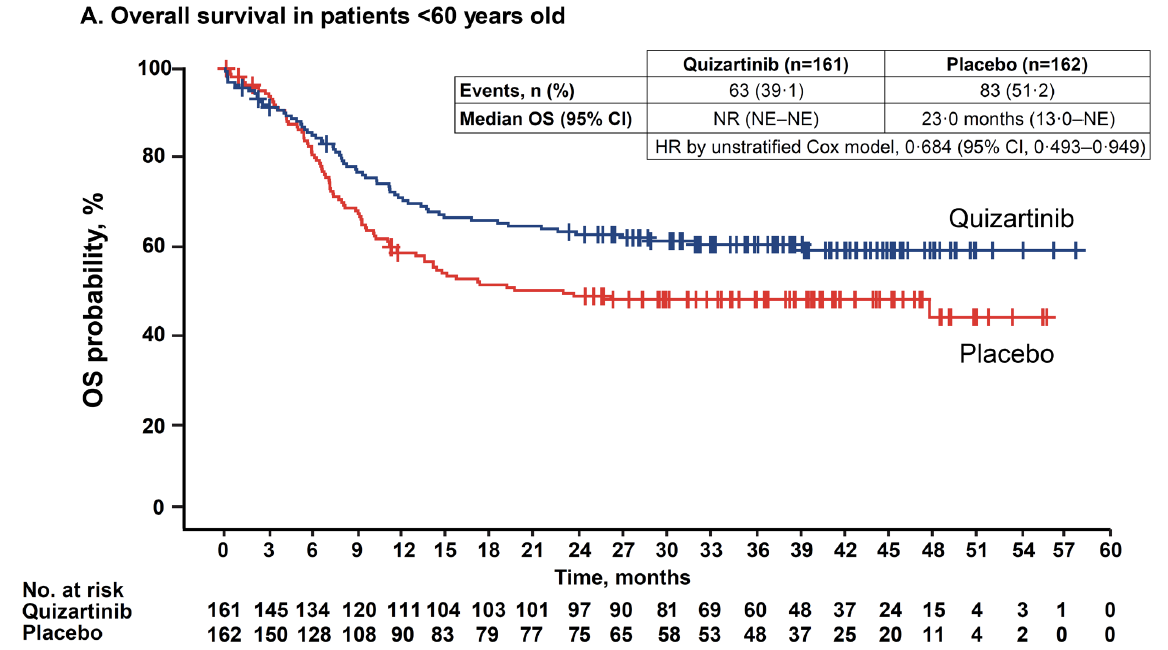 A. Overall survival in patients <60 years old
Quizartinib (n=161) Placebo (n=162)
Events, n (%) 63 (39·1) 83 (51·2)
Median OS (95% CI) NR (NE–NE) 23·0 months (13·0–NE)
HR by unstratified Cox model, 0·684 (95% CI, 0·493–0·949)
OS probability, %
100
80
60
40
20
0
Quizartinib
Placebo
0 3 6 9 12 15 18 21 24 27 30 33 36 39 42 45 48 51 54 57 60
Time, months
No. at risk
Quizartinib 161 145 134 120 111 104 103 101 97 90 81 69 60 48 37 24 15 4 3 1 0
Placebo 162 150 128 108 90 83 79 77 75 65 58 53 48 37 25 20 11 4 2 0 0